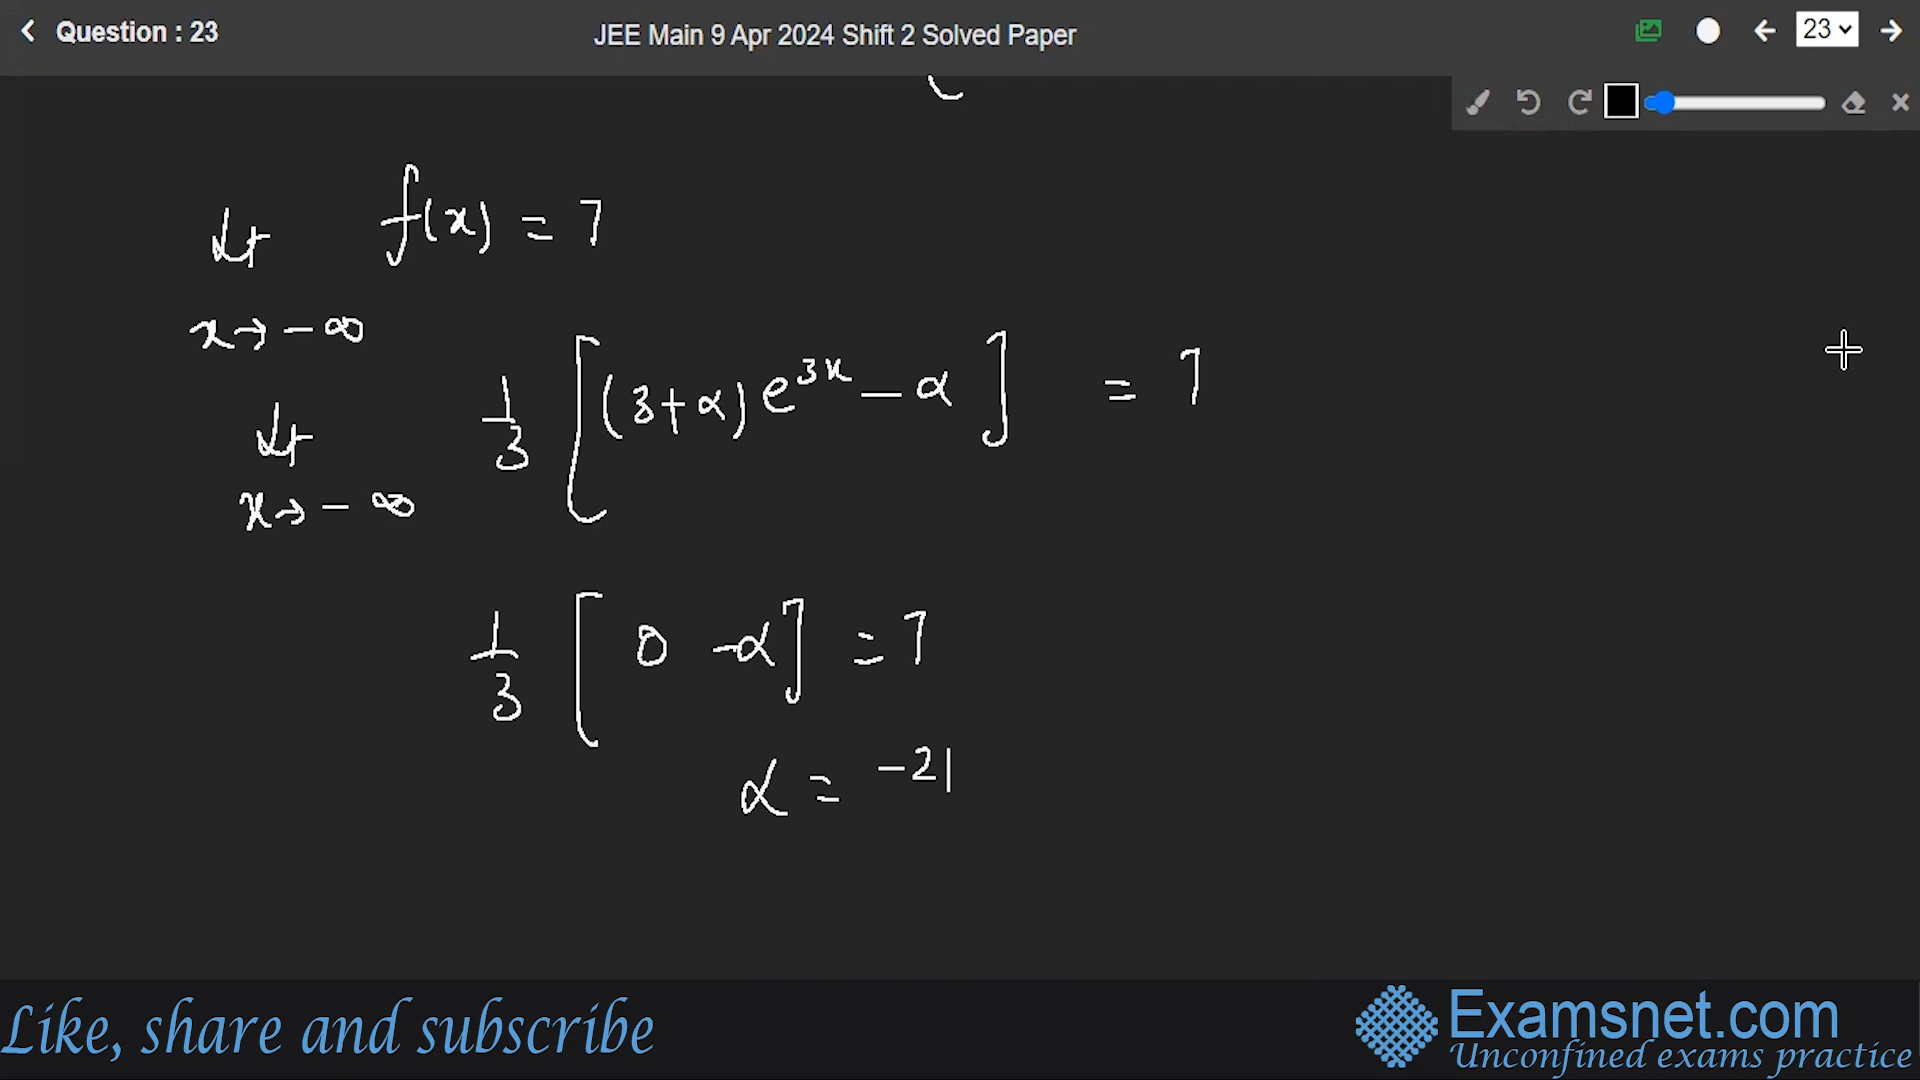 Question : 23
JEE Main 9 Apr 2024 Shift 2 Solved Paper
23
Lt f(x) = 7
x→ -∞
Lt 1/3 [(3+α)e^3x - α] = 7
x→ -∞
1/3 [0 -α] = 7
α = -21
Like, share and subscribe
Examsnet.com
Unconfined exams practice